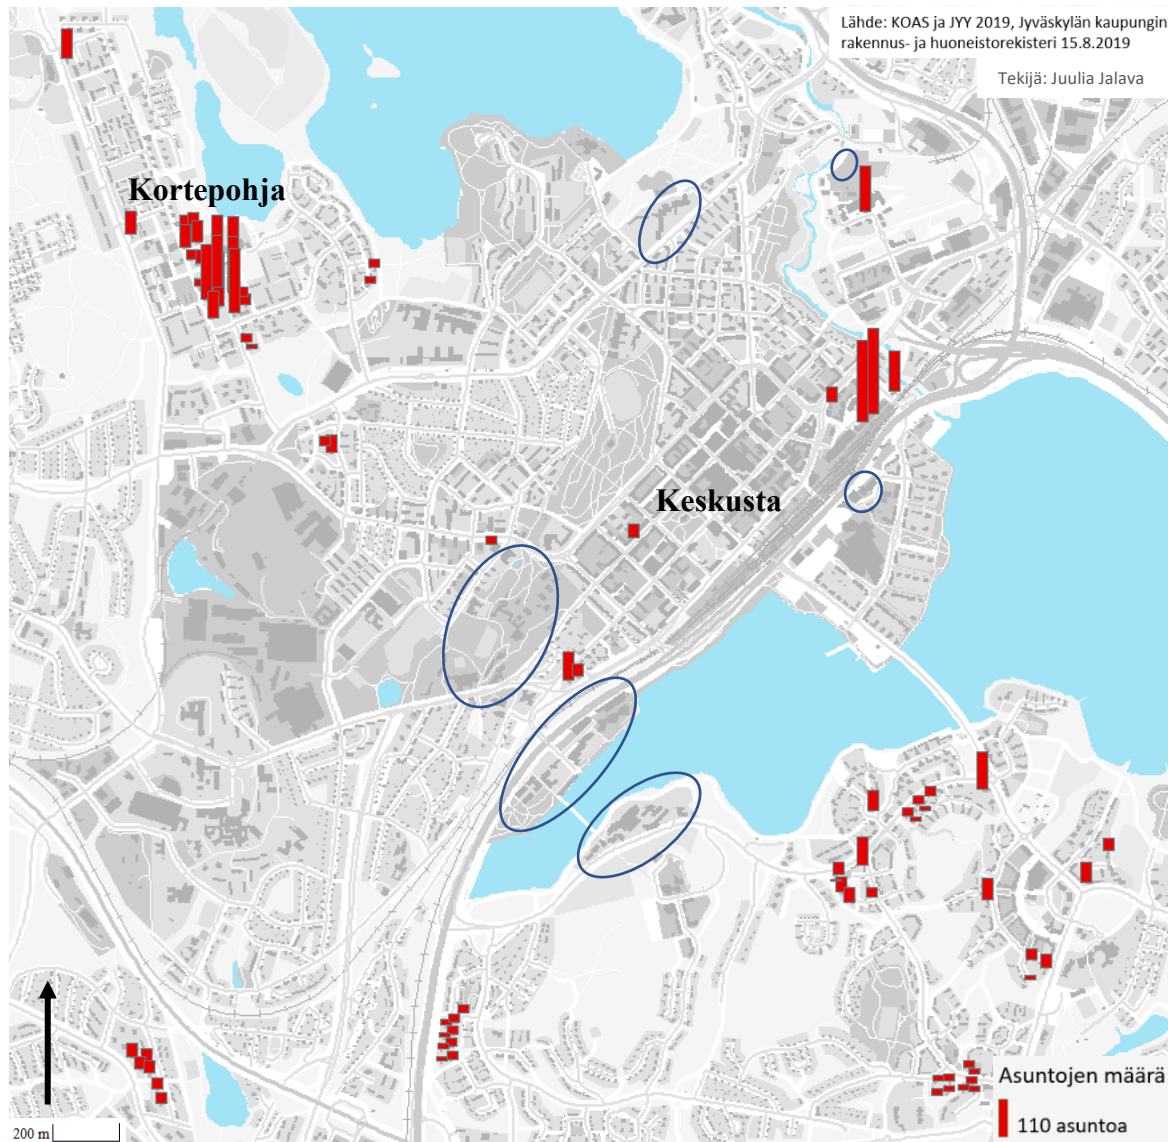 Lähde: KOAS ja JYY 2019, Jyväskylän kaupungin
rakennus- ja huoneistorekisteri 15.8.2019
Tekijä: Juulia Jalava
Kortepohja
Keskusta
Asuntojen määrä
110 asuntoa
200 m